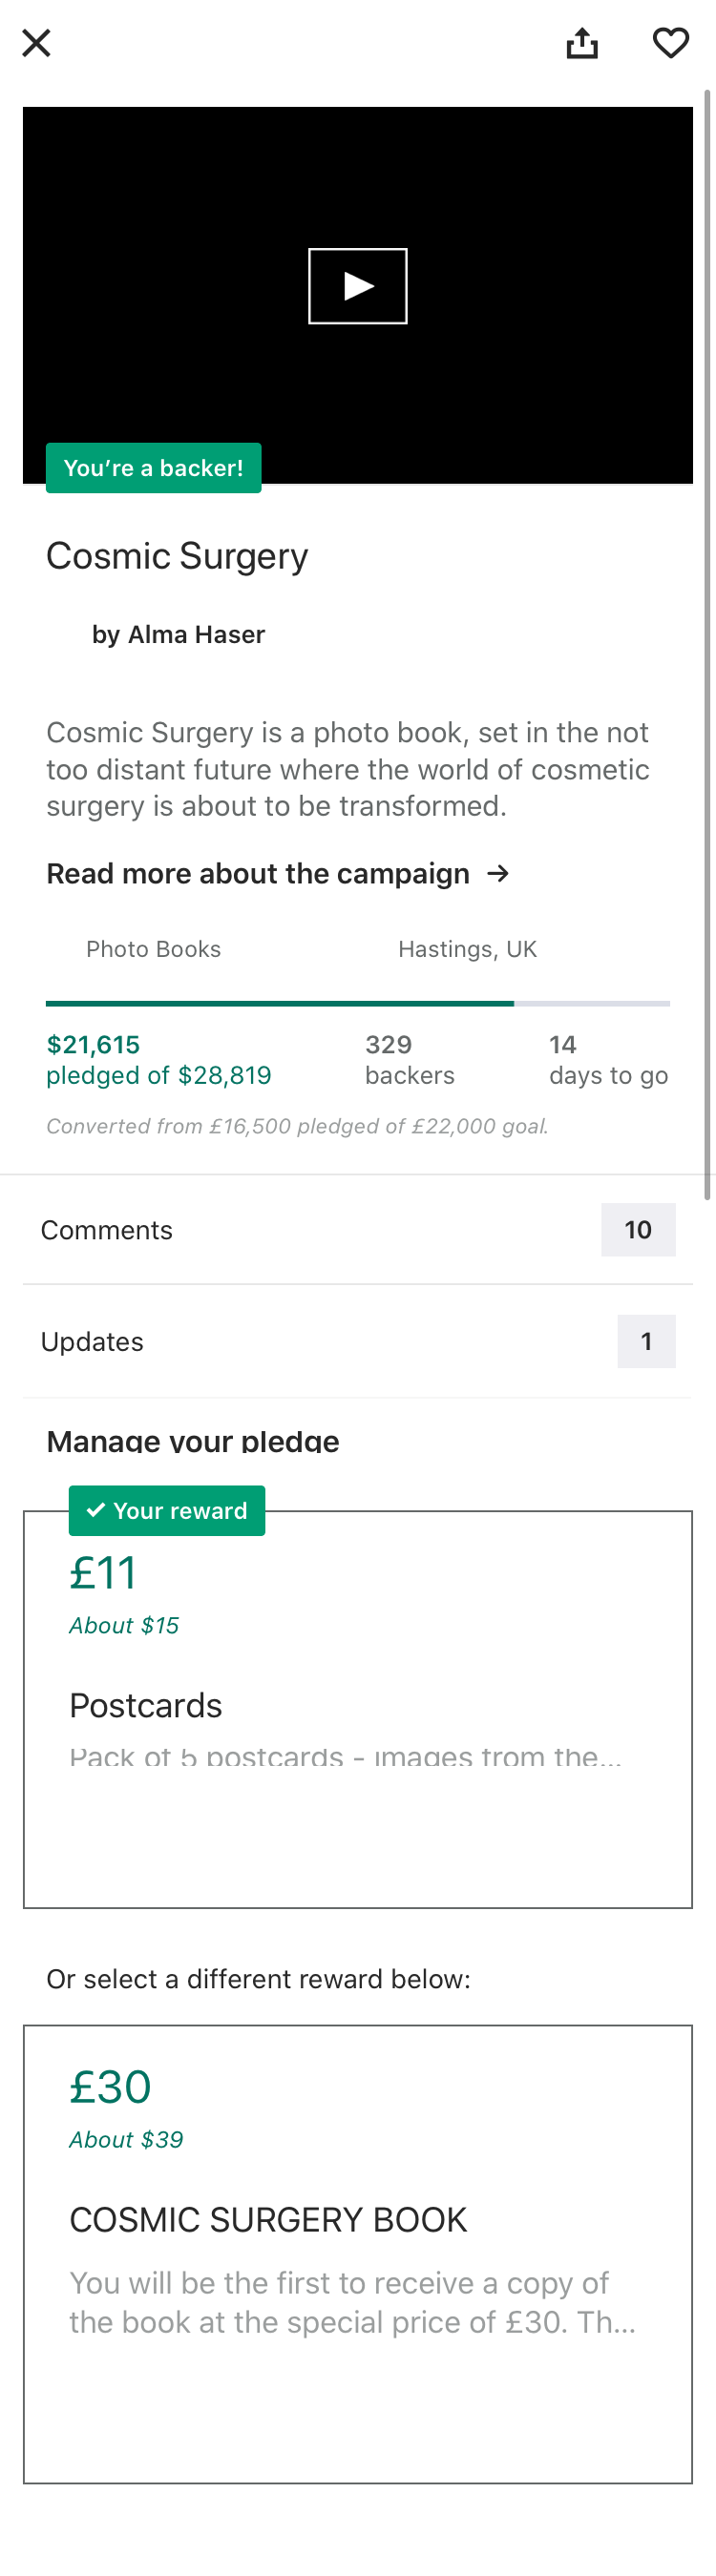 You’re a backer!
Cosmic Surgery
by Alma Haser
Cosmic Surgery is a photo book, set in the not
too distant future where the world of cosmetic
surgery is about to be transformed.
Read more about the campaign →
Photo Books
Hastings, UK
$21,615
pledged of $28,819
329
backers
14
days to go
Converted from £16,500 pledged of £22,000 goal.
Comments
10
Updates
1
Manage your pledge
Your reward
£11
About $15
Postcards
Pack of 5 postcards - images from the...
Or select a different reward below:
£30
About $39
COSMIC SURGERY BOOK
You will be the first to receive a copy of
the book at the special price of £30. Th...